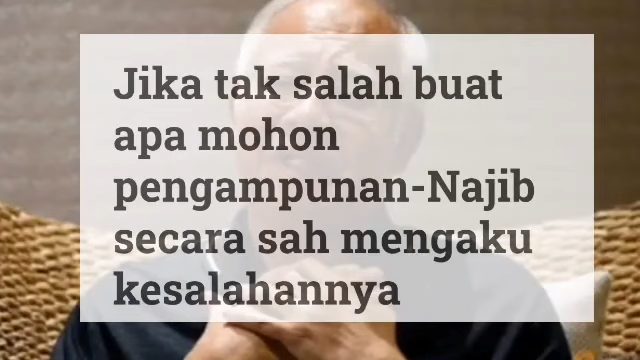 Jika tak salah buat
apa mohon
pengampunan-Najib
secara sah mengaku
kesalahannya